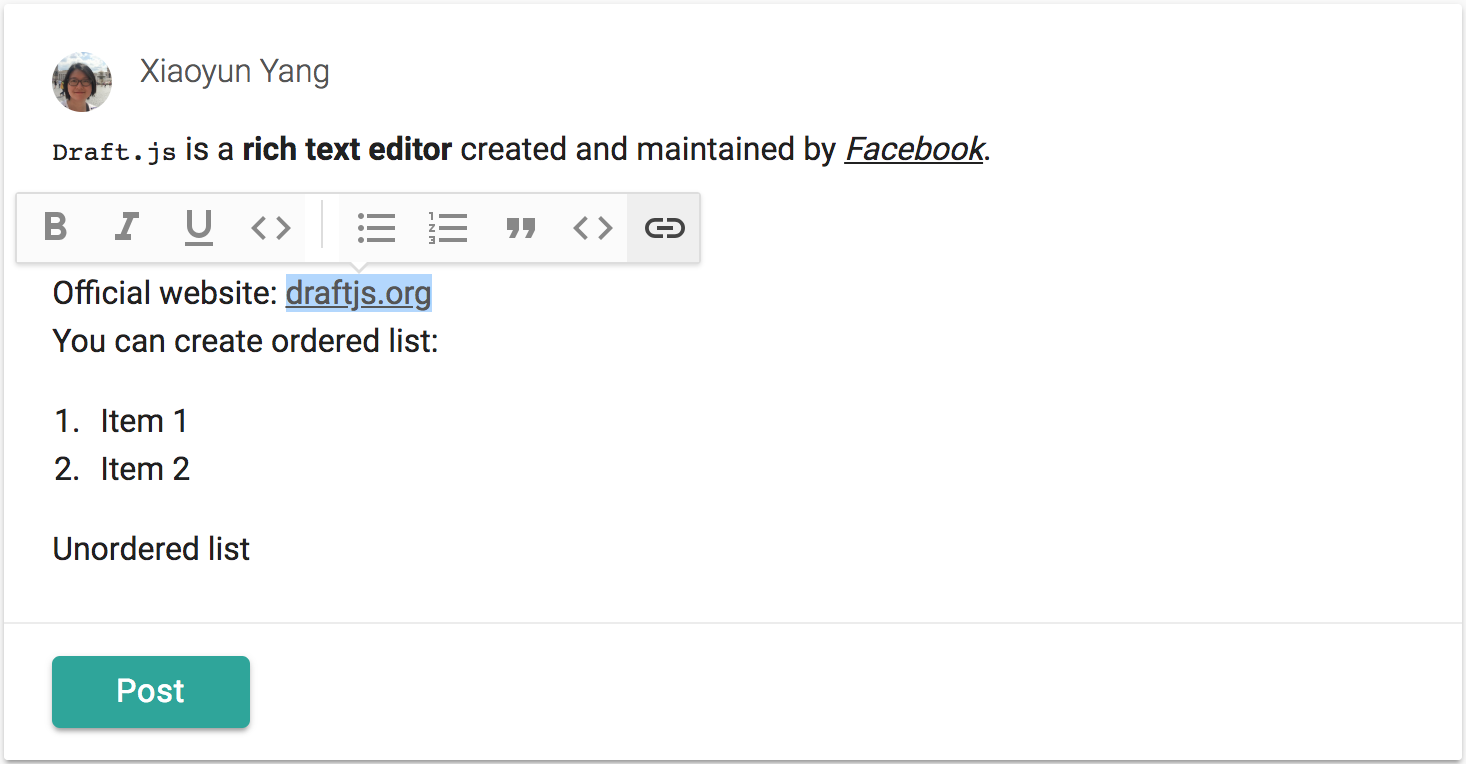 Xiaoyun Yang
Draft.js is a rich text editor created and maintained by Facebook.
B I U <> 1 2 3 ” <>
Official website: draftjs.org
You can create ordered list:
1. Item 1
2. Item 2
Unordered list
Post